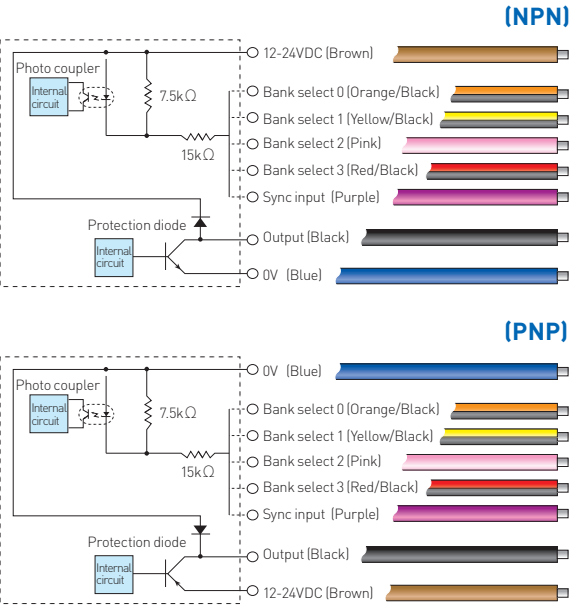 (NPN)
12-24VDC (Brown)
Photo coupler
Internal
circuit
7.5kΩ
Bank select 0 (Orange/Black)
Bank select 1 (Yellow/Black)
15kΩ
Bank select 2 (Pink)
Bank select 3 (Red/Black)
Sync input (Purple)
Protection diode
Output (Black)
Internal
circuit
0V (Blue)
(PNP)
0V (Blue)
Photo coupler
Internal
circuit
7.5kΩ
Bank select 0 (Orange/Black)
Bank select 1 (Yellow/Black)
15kΩ
Bank select 2 (Pink)
Bank select 3 (Red/Black)
Sync input (Purple)
Protection diode
Output (Black)
Internal
circuit
12-24VDC (Brown)